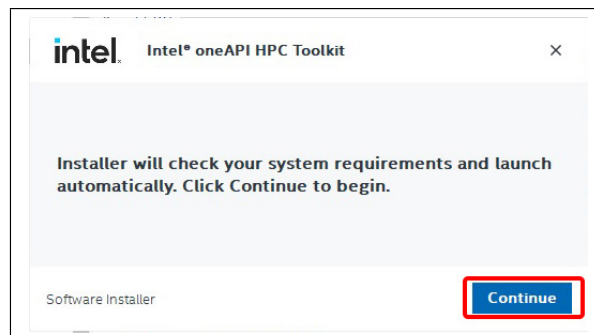 intel. Intel® oneAPI HPC Toolkit
Installer will check your system requirements and launch
automatically. Click Continue to begin.
Software Installer Continue